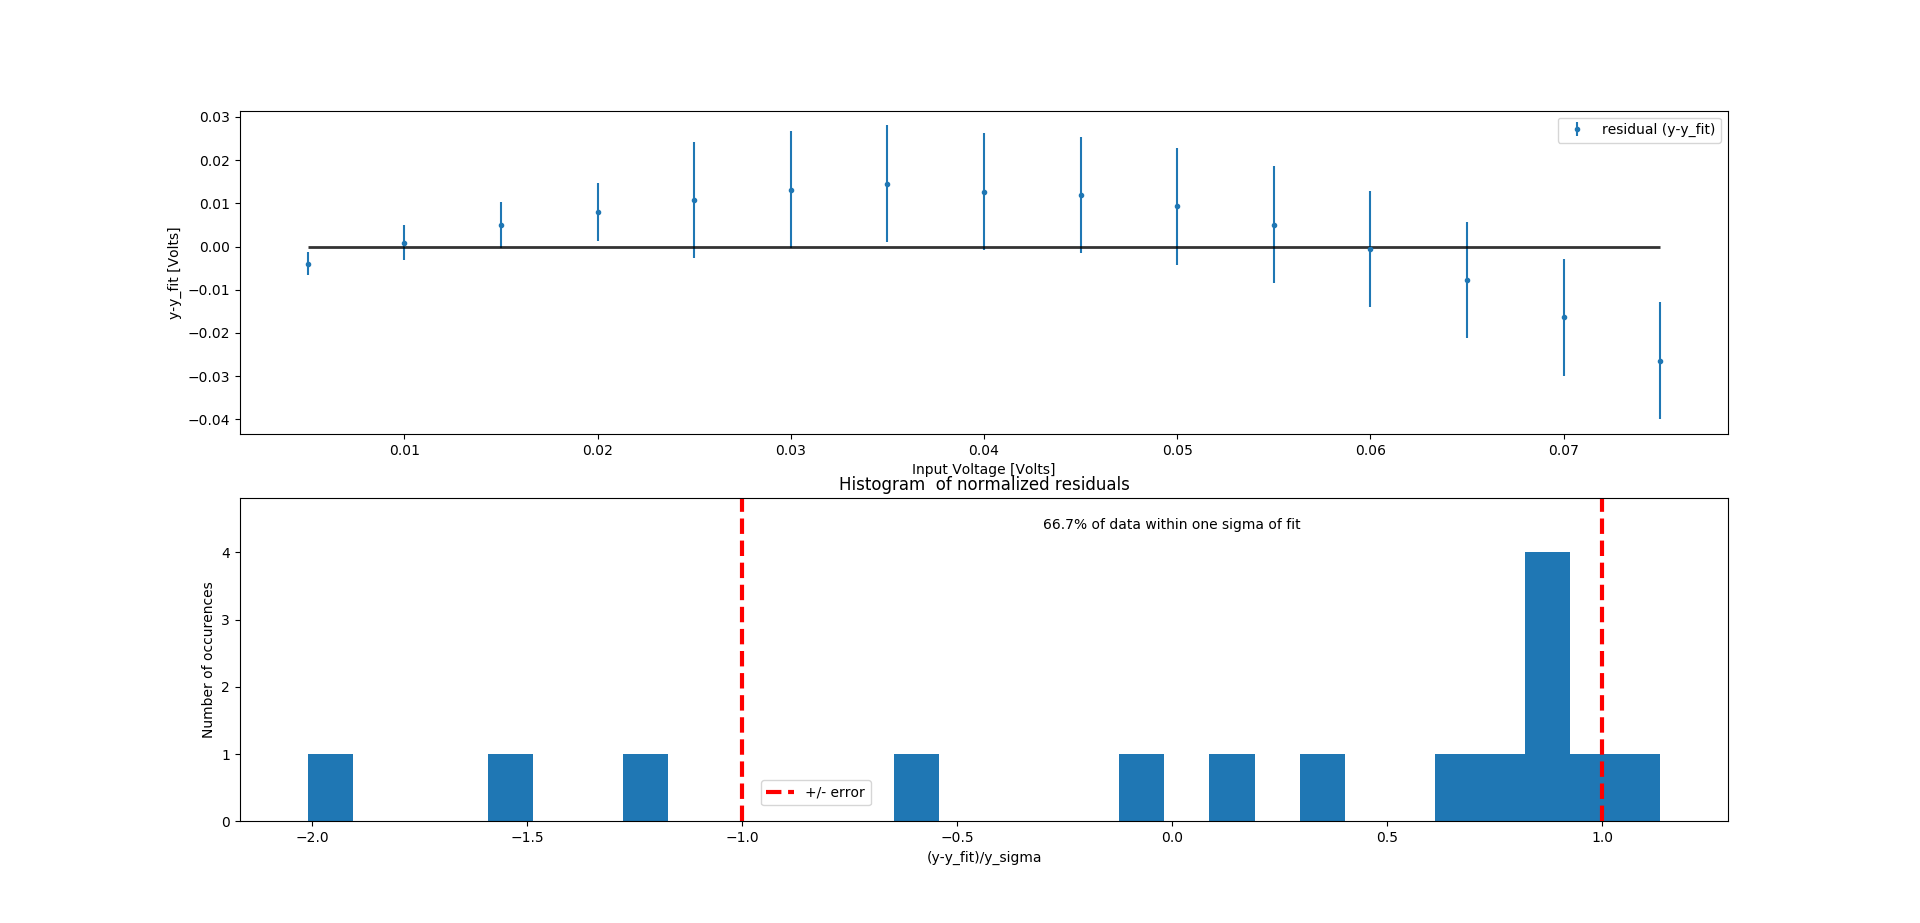 0.03
0.02
0.01
0.00
−0.01
−0.02
−0.03
−0.04
y-y_fit [Volts]
residual (y-y_fit)
0.01 0.02 0.03 0.04 0.05 0.06 0.07
Input Voltage [Volts]
Histogram  of normalized residuals
66.7% of data within one sigma of fit
4
3
2
1
0
Number of occurences
+/- error
−2.0 −1.5 −1.0 −0.5 0.0 0.5 1.0
(y-y_fit)/y_sigma